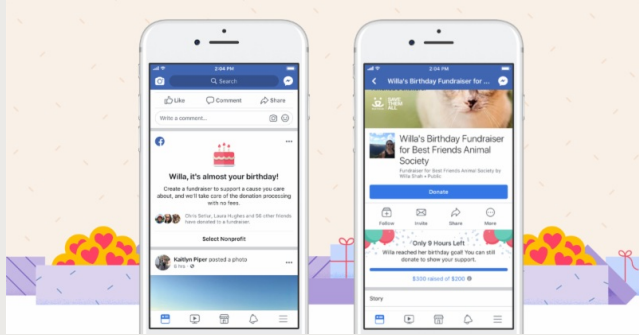 2:04 PM
Search
Like Comment Share
Write a comment...
Willa, it's almost your birthday!
Create a fundraiser to support a cause you care
about, and we'll take care of the donation processing
with no fees.
Laura Hughes and 56 other friends
have donated to a fundraiser.
Select Nonprofit
Kaitlyn Piper posted a photo
8 hrs
2:04 PM
Willa's Birthday Fundraiser for ...
SAVE
THEM
ALL
Willa's Birthday Fundraiser
for Best Friends Animal
Society
Fundraiser for Best Friends Animal Society by
Willa • Public
Donate
Follow Invite Share More
Only 9 Hours Left
Willa reached her birthday goal! You can still
donate to show your support.
$300 raised of $200
Story